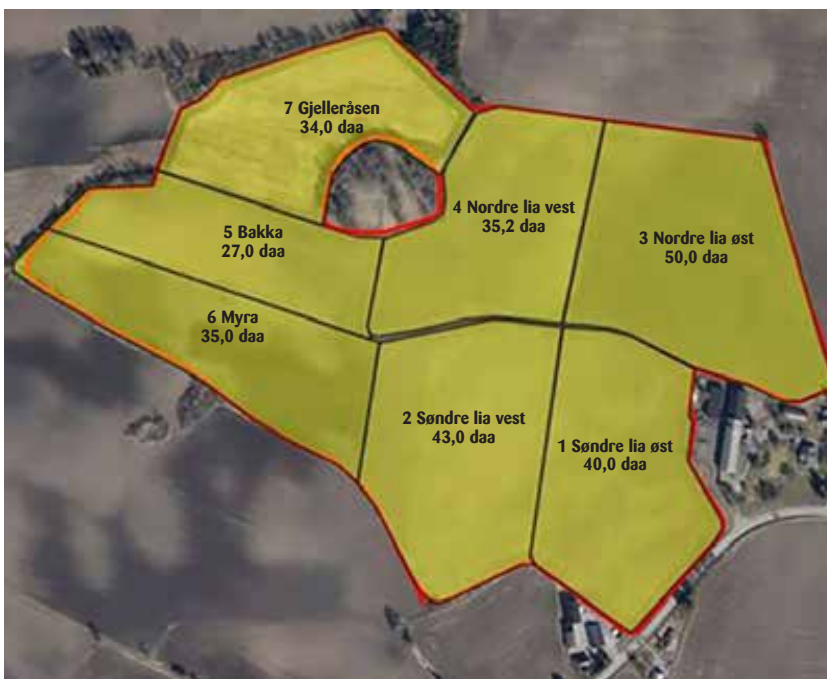 7 Gjelleråsen
34,0 daa
4 Nordre lia vest
35,2 daa
5 Bakka
27,0 daa
3 Nordre lia øst
50,0 daa
6 Myra
35,0 daa
2 Søndre lia vest
43,0 daa
1 Søndre lia øst
40,0 daa